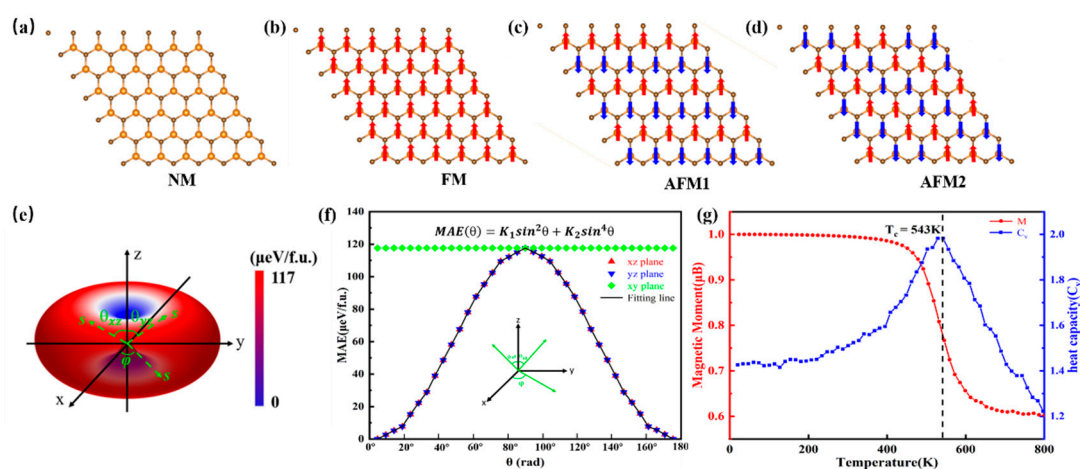 (a)
(b)
(c)
(d)
NM
FM
AFM1
AFM2
(e)
z
(μeV/f.u.)
117
0
θxz
θyz
s
s
s
φ
y
x
(f)
MAE(θ) = K₁sin²θ + K₂sin⁴θ
xz plane
yz plane
xy plane
Fitting line
MAE(μeV/f.u.)
140
120
100
80
60
40
20
0
z
y
x
φ
0° 20° 40° 60° 80° 100° 120° 140° 160° 180
θ (rad)
(g)
M
Cv
Tc = 543K
Magnetic Moment(μB)
1.0
0.9
0.8
0.7
0.6
heat capacity(Cv)
2.0
1.8
1.6
1.4
1.2
0 200 400 600 800
Temperature(K)